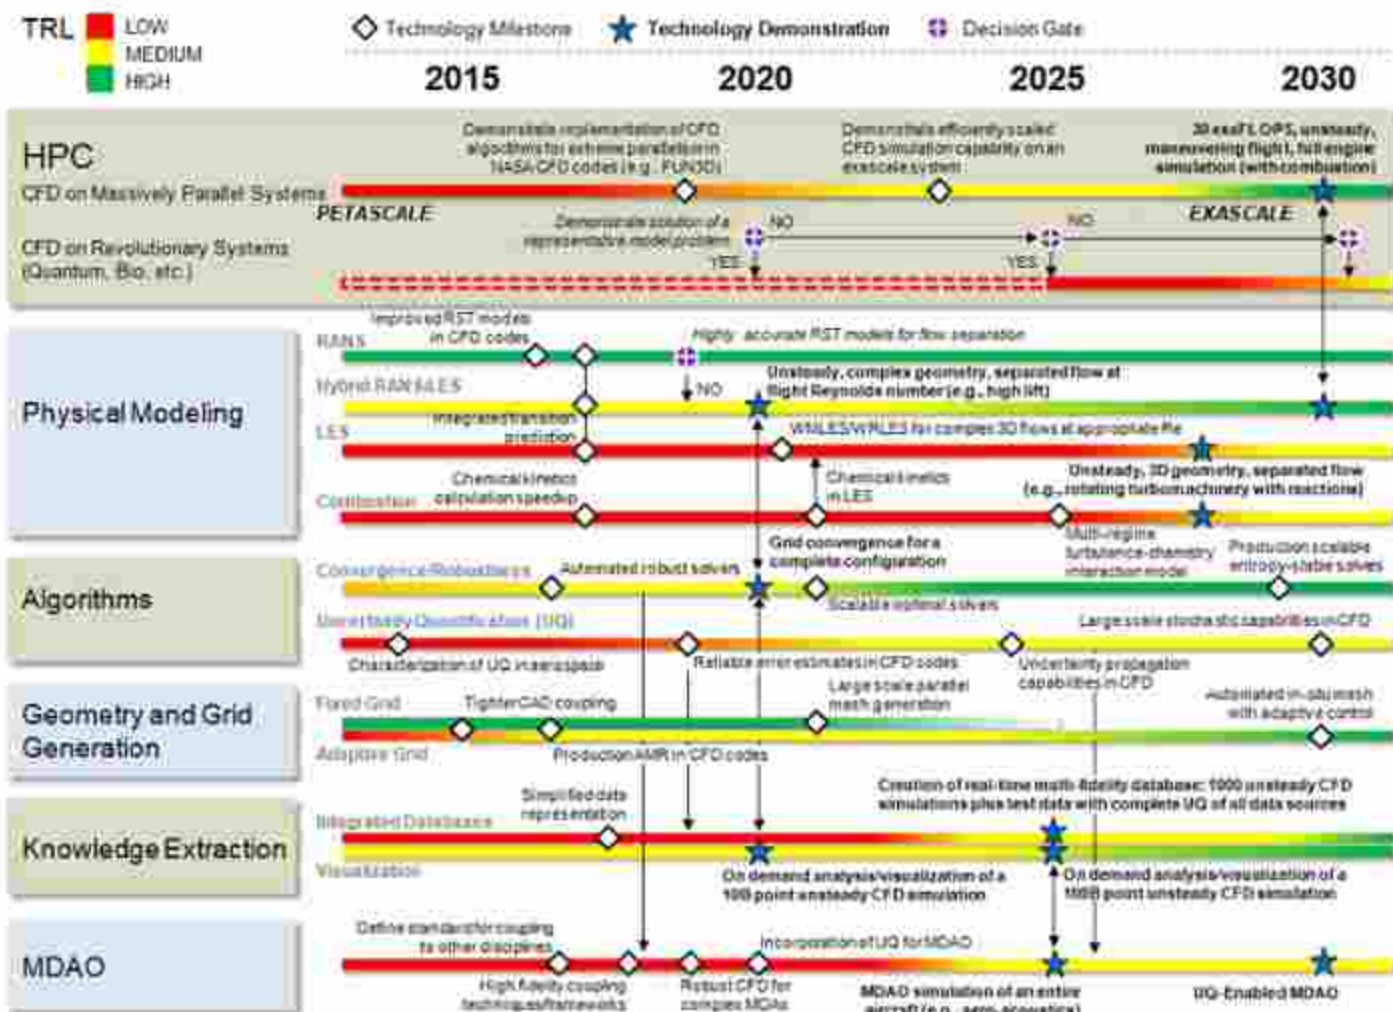 TRL
LOW
MEDIUM
HIGH
Technology Milestone
Technology Demonstration
Decision Gate
2015
2020
2025
2030
HPC
CFD on Massively Parallel Systems
CFD on Revolutionary Systems
(Quantum, Bio, etc.)
Demonstrate implementation of CFD
algorithms for extreme parallelism in
NASA CFD codes (e.g., FUN3D)
Demonstrate efficiently scaled
CFD simulation capability on an
exascale system
30 exaFLOPS, unsteady,
maneuvering flight, full engine
simulation (with combustion)
PETASCALE
EXASCALE
Demonstrate solution of a
representative model problem
NO
NO
YES
YES
Physical Modeling
RANS
Improved RST models
in CFD codes
Highly accurate RST models for flow separation
Hybrid RANS/LES
NO
Unsteady, complex geometry, separated flow at
flight Reynolds number (e.g., high lift)
Integrated transition
prediction
LES
WMLES/WRLES for complex 3D flows at appropriate Re
Chemical kinetics
calculation speedup
Chemical kinetics
in LES
Unsteady, 3D geometry, separated flow
(e.g., rotating turbomachinery with reactions)
Combustion
Multi-regime
turbulence-chemistry
interaction model
Algorithms
Convergence/Robustness
Automated robust solvers
Grid convergence for a
complete configuration
Production scalable
entropy-stable solvers
Scalable optimal solvers
Uncertainty Quantification (UQ)
Large scale stochastic capabilities in CFD
Characterization of UQ in aerospace
Reliable error estimates in CFD codes
Uncertainty propagation
capabilities in CFD
Geometry and Grid
Generation
Fixed Grid
Tighter CAD coupling
Large scale parallel
mesh generation
Automated in-situ mesh
with adaptive control
Adaptive Grid
Production AMR in CFD codes
Knowledge Extraction
Integrated Databases
Simplified data
representation
Creation of real-time multi-fidelity database: 1000 unsteady CFD
simulations plus test data with complete UQ of all data sources
Visualization
On demand analysis/visualization of a
10B point unsteady CFD simulation
On demand analysis/visualization of a
100B point unsteady CFD simulation
MDAO
Define standard for coupling
to other disciplines
Incorporation of UQ for MDAO
High fidelity coupling
techniques/frameworks
Robust CFD for
complex MDAs
MDAO simulation of an entire
aircraft (e.g., aero-acoustics)
UQ-Enabled MDAO